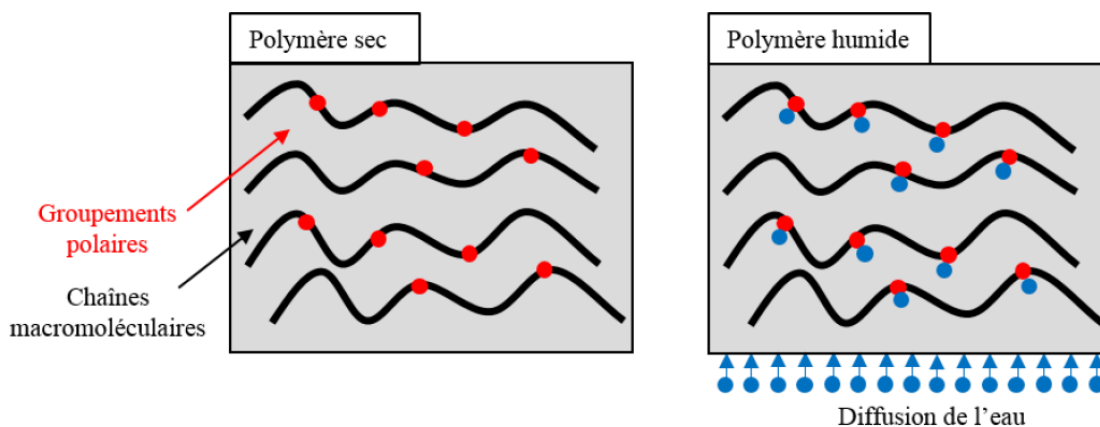 Polymère sec
Polymère humide
Groupements
polaires
Chaînes
macromoléculaires
Diffusion de l'eau